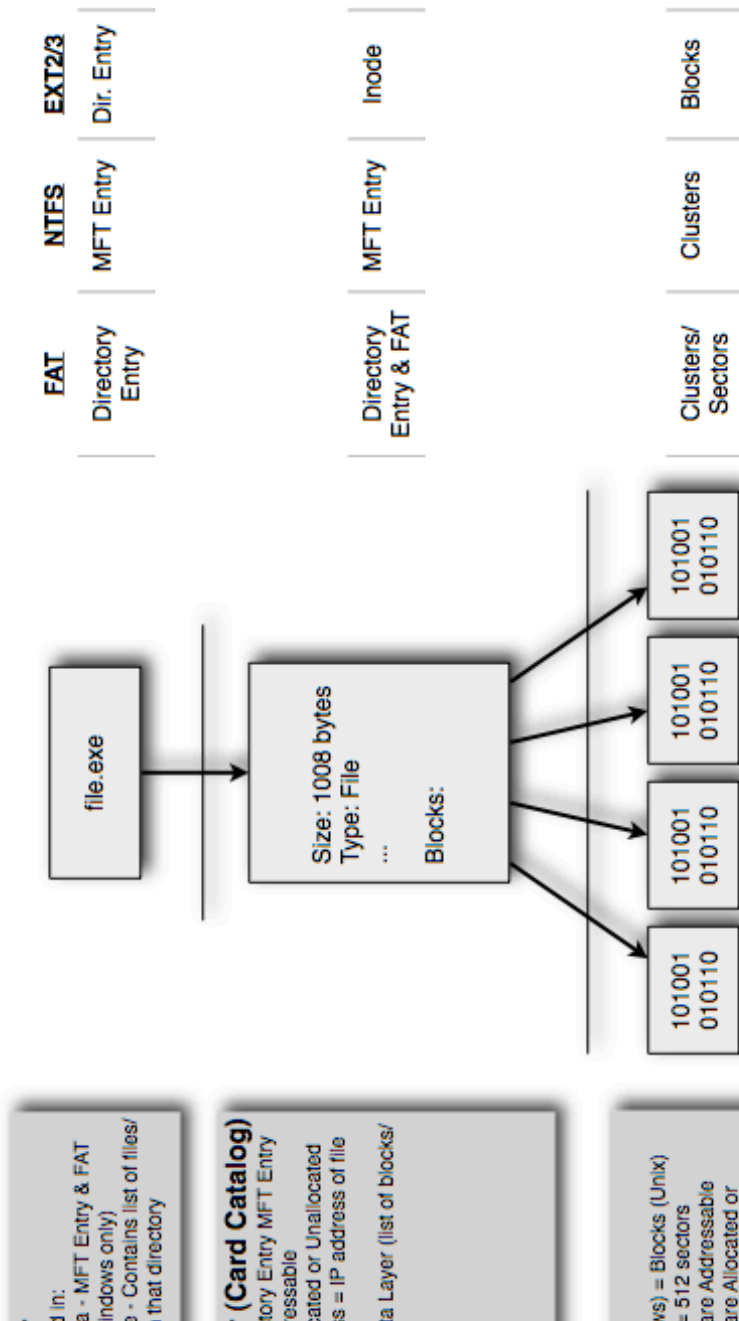 d in:
a - MFT Entry & FAT
indows only)
e - Contains list of files/
that directory
file.exe
FAT
NTFS
EXT2/3
Directory
Entry
MFT Entry
Dir. Entry
(Card Catalog)
tory Entry MFT Entry
ressable
cated or Unallocated
ss = IP address of file
ta Layer (list of blocks/
Size: 1008 bytes
Type: File
...
Blocks:
Directory
Entry & FAT
MFT Entry
Inode
ws) = Blocks (Unix)
= 512 sectors
are Addressable
are Allocated or
101001
010110
101001
010110
101001
010110
101001
010110
Clusters/
Sectors
Clusters
Blocks